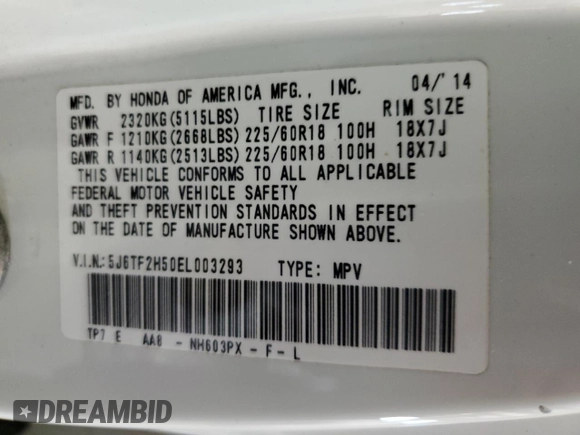 MFD. BY HONDA OF AMERICA MFG., INC. 04/'14
GVWR 2320KG(5115LBS) TIRE SIZE RIM SIZE
GAWR F 1210KG(2668LBS) 225/60R18 100H 18X7J
GAWR R 1140KG(2513LBS) 225/60R18 100H 18X7J
THIS VEHICLE CONFORMS TO ALL APPLICABLE
FEDERAL MOTOR VEHICLE SAFETY
AND THEFT PREVENTION STANDARDS IN EFFECT
ON THE DATE OF MANUFACTURE SHOWN ABOVE.
V.I.N.: 5J6TF2H50EL003293 TYPE: MPV
TP7 E AA8 - NH603PX - F - L
DREAMBID